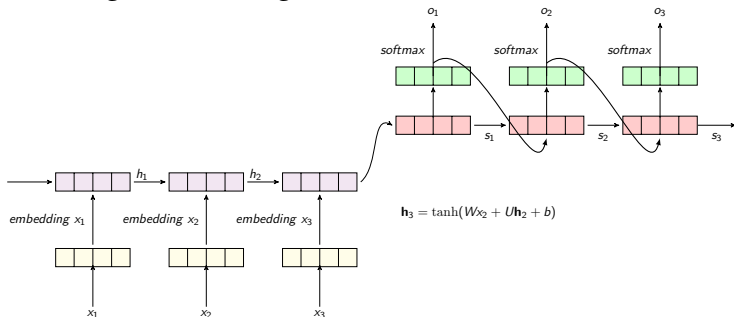 o₁ o₂ o₃
softmax softmax softmax
s₁ s₂ s₃
h₁ h₂
embedding x₁ embedding x₂ embedding x₃
h₃ = tanh(Wx₂ + Uh₂ + b)
x₁ x₂ x₃